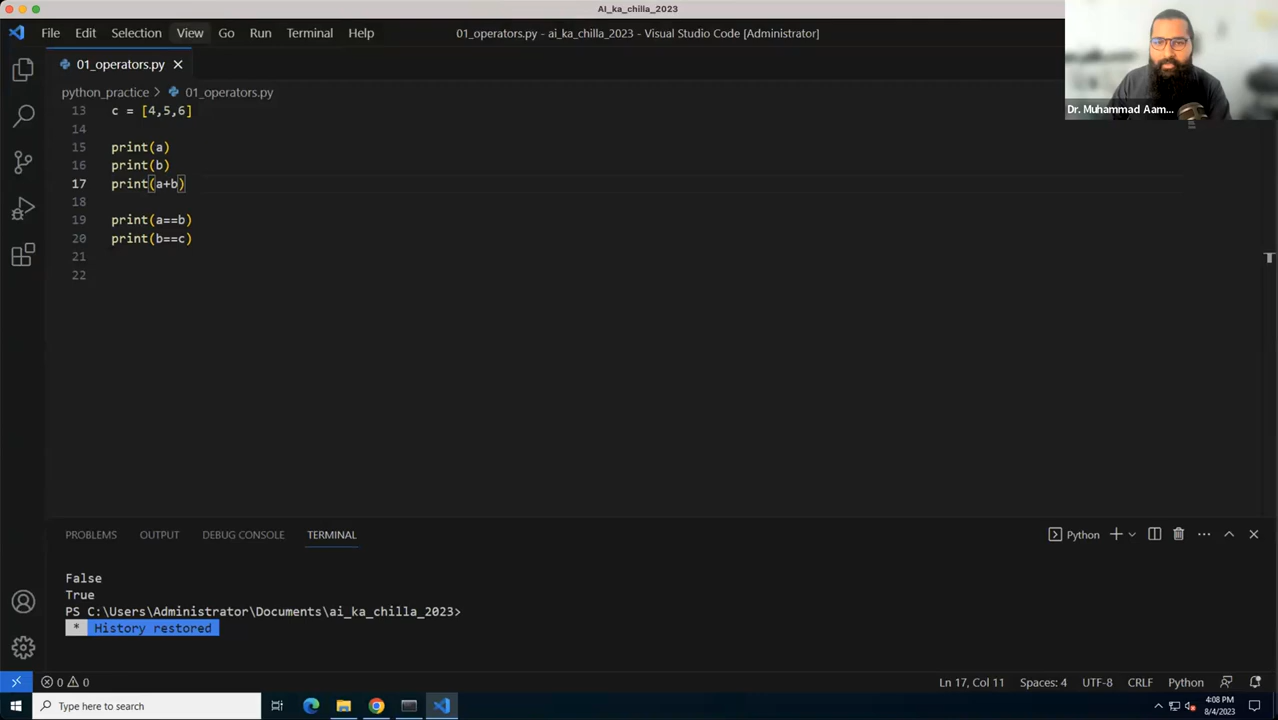 AI_ka_chilla_2023
File Edit Selection View Go Run Terminal Help 01_operators.py - ai_ka_chilla_2023 - Visual Studio Code [Administrator]
01_operators.py
python_practice > 01_operators.py
13 c = [4,5,6]
14
15 print(a)
16 print(b)
17 print(a+b)
18
19 print(a==b)
20 print(b==c)
21
22
Dr. Muhammad Aam...
PROBLEMS OUTPUT DEBUG CONSOLE TERMINAL Python
False
True
PS C:\Users\Administrator\Documents\ai_ka_chilla_2023>
* History restored
0 0 Ln 17, Col 11 Spaces: 4 UTF-8 CRLF Python
Type here to search 4:08 PM
8/4/2023